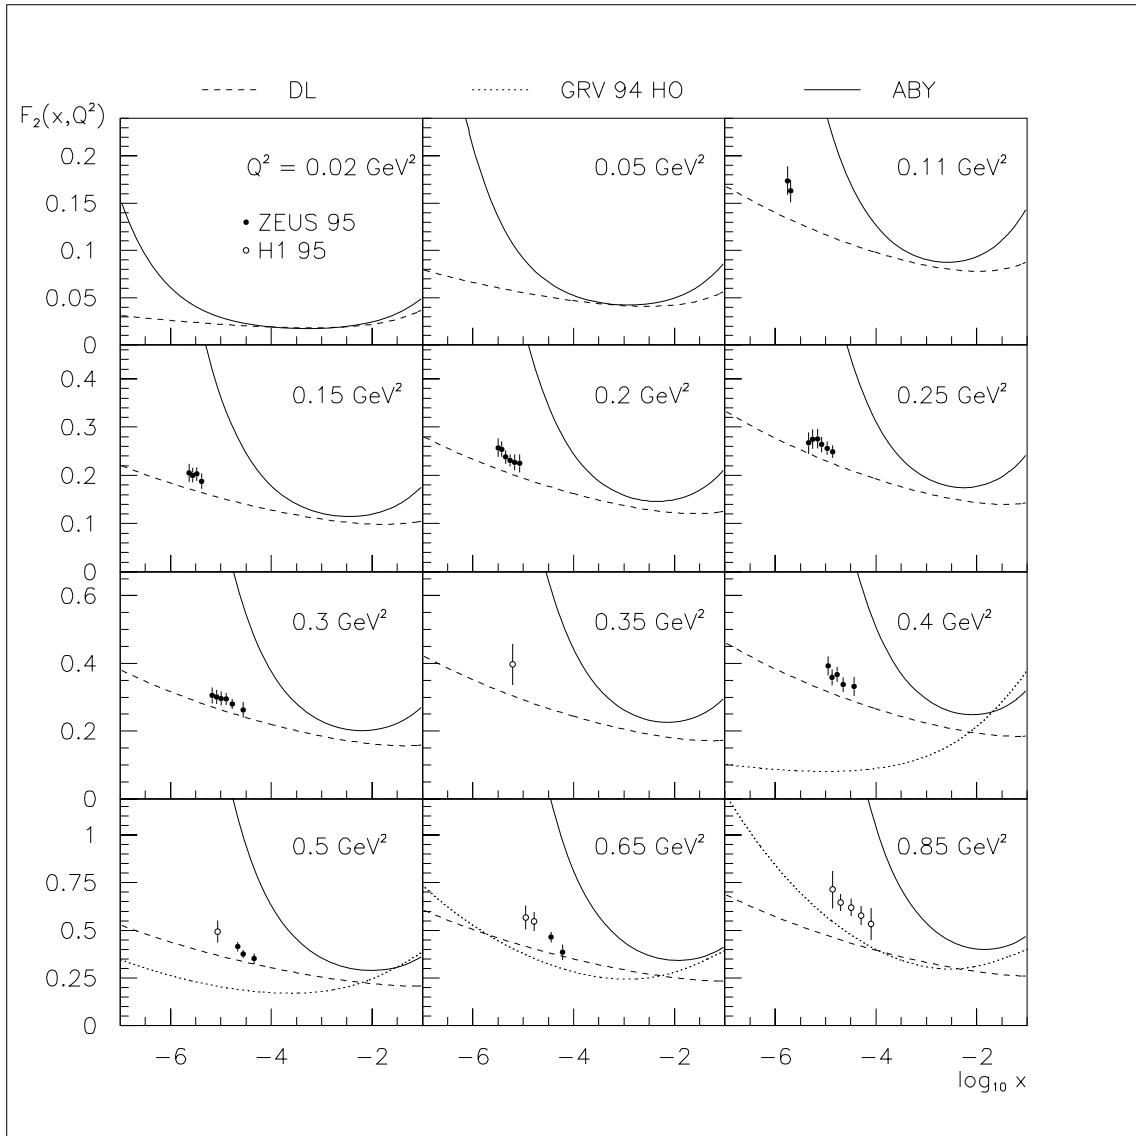 DL GRV 94 HO ABY
F₂(x,Q²)
0.2
0.15
0.1
0.05
0
Q² = 0.02 GeV²
ZEUS 95
H1 95
0.05 GeV²
0.11 GeV²
0.4
0.3
0.2
0.1
0
0.15 GeV²
0.2 GeV²
0.25 GeV²
0.6
0.4
0.2
0
0.3 GeV²
0.35 GeV²
0.4 GeV²
1
0.75
0.5
0.25
0
0.5 GeV²
0.65 GeV²
0.85 GeV²
−6 −4 −2 −6 −4 −2 −6 −4 −2
log₁₀ x